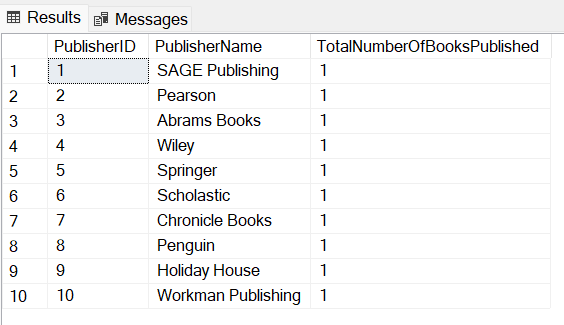 Results Messages
PublisherID PublisherName TotalNumberOfBooksPublished
1 1 SAGE Publishing 1
2 2 Pearson 1
3 3 Abrams Books 1
4 4 Wiley 1
5 5 Springer 1
6 6 Scholastic 1
7 7 Chronicle Books 1
8 8 Penguin 1
9 9 Holiday House 1
10 10 Workman Publishing 1